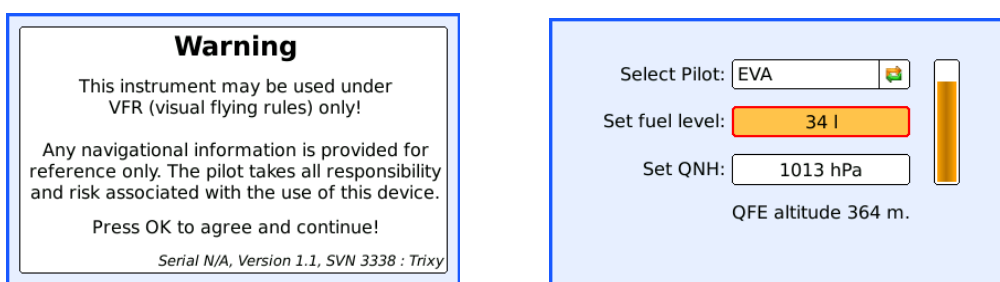 Warning
This instrument may be used under
VFR (visual flying rules) only!
Any navigational information is provided for
reference only. The pilot takes all responsibility
and risk associated with the use of this device.
Press OK to agree and continue!
Serial N/A, Version 1.1, SVN 3338 : Trixy
Select Pilot: EVA
Set fuel level: 34 l
Set QNH: 1013 hPa
QFE altitude 364 m.